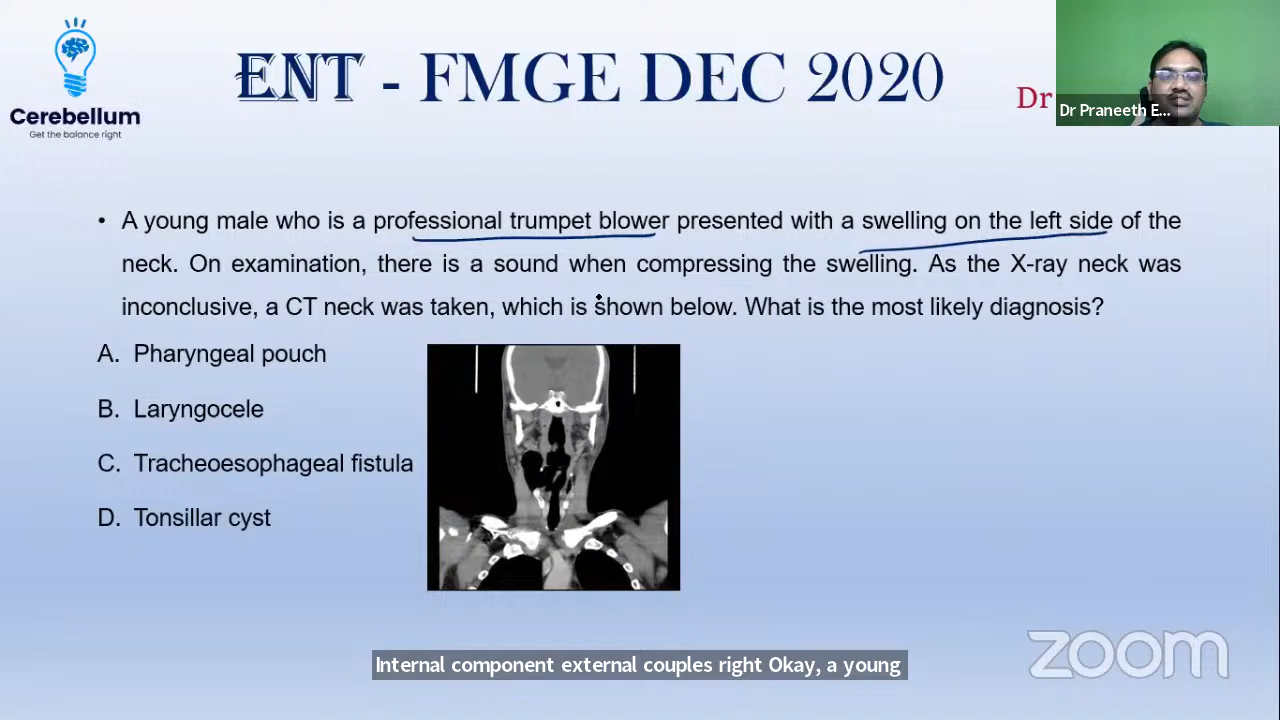 Cerebellum
Get the balance right
ENT - FMGE DEC 2020
Dr
Dr Praneeth E...
• A young male who is a professional trumpet blower presented with a swelling on the left side of the
neck. On examination, there is a sound when compressing the swelling. As the X-ray neck was
inconclusive, a CT neck was taken, which is shown below. What is the most likely diagnosis?
A. Pharyngeal pouch
B. Laryngocele
C. Tracheoesophageal fistula
D. Tonsillar cyst
Internal component external couples right Okay, a young
zoom